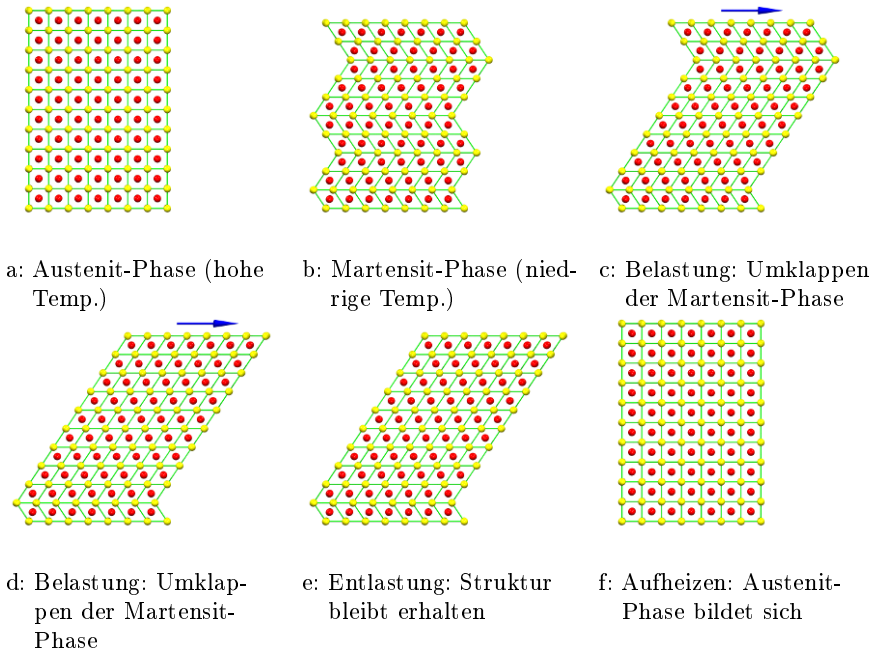 a: Austenit-Phase (hohe
Temp.)
b: Martensit-Phase (nied-
rige Temp.)
c: Belastung: Umklappen
der Martensit-Phase
d: Belastung: Umklap-
pen der Martensit-
Phase
e: Entlastung: Struktur
bleibt erhalten
f: Aufheizen: Austenit-
Phase bildet sich